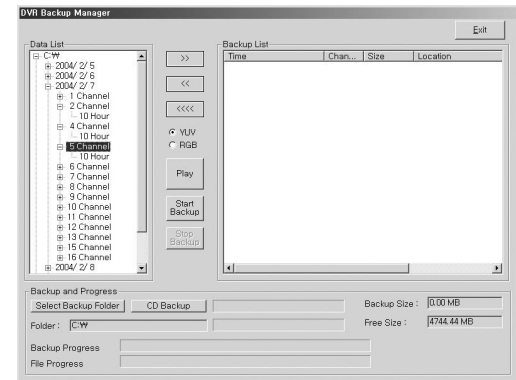 DVR Backup Manager
Exit
Data List
C:₩
2004/ 2/ 5
2004/ 2/ 6
2004/ 2/ 7
1 Channel
2 Channel
10 Hour
4 Channel
10 Hour
5 Channel
10 Hour
6 Channel
7 Channel
8 Channel
9 Channel
10 Channel
11 Channel
12 Channel
13 Channel
15 Channel
16 Channel
2004/ 2/ 8
>>
<<
<<<<
YUV
RGB
Play
Start Backup
Stop Backup
Backup List
Time Chan... Size Location
Backup and Progress
Select Backup Folder CD Backup
Backup Size : 0.00 MB
Folder : C:₩
Free Size : 4744.44 MB
Backup Progress
File Progress